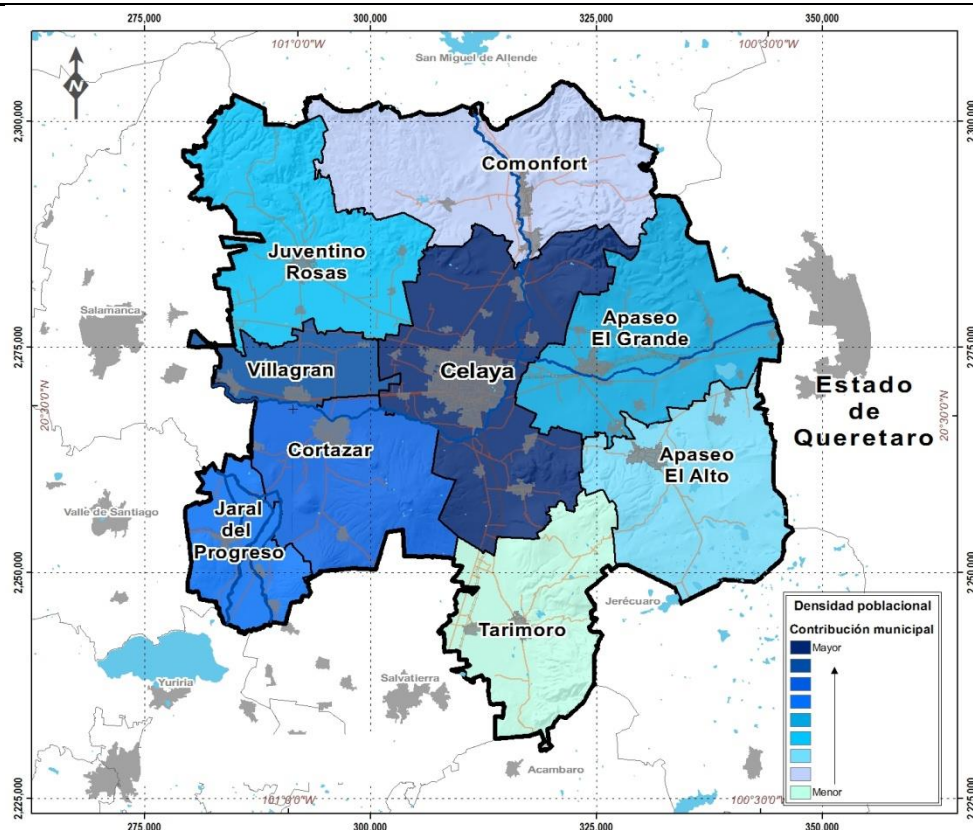 275,000
300,000
325,000
350,000
101°0'0"W
100°30'0"W
N
San Miguel de Allende
2,300,000
2,300,000
Comonfort
Juventino
Rosas
Salamanca
Apaseo
El Grande
2,275,000
2,275,000
Villagran
Celaya
Estado
de
Queretaro
20°30'0"N
20°30'0"N
Cortazar
Apaseo
El Alto
Valle de Santiago
Jaral
del
Progreso
2,250,000
2,250,000
Jerécuaro
Tarimoro
Yuriria
Salvatierra
Acambaro
Densidad poblacional
Contribución municipal
Mayor
Menor
2,225,000
2,225,000
101°0'0"W
100°30'0"W
275,000
300,000
325,000
350,000